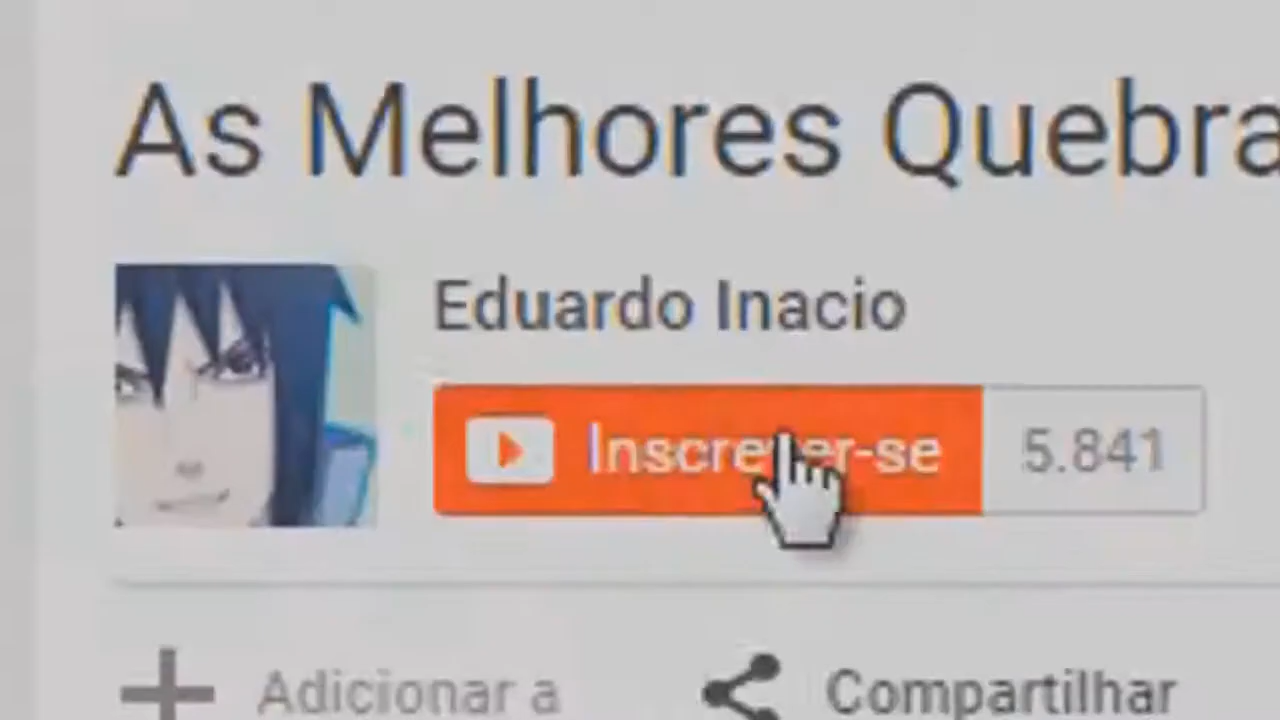 As Melhores Quebra
Eduardo Inacio
Inscrever-se 5.841
Adicionar a Compartilhar